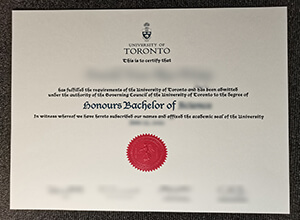 UNIVERSITY OF
TORONTO
This is to certify that
has fulfilled the requirements of the University of Toronto and has been admitted
under the authority of the Governing Council of the University of Toronto to the degree of
Honours Bachelor of Science
In witness whereof we have hereto subscribed our names and affixed the academic seal of the University